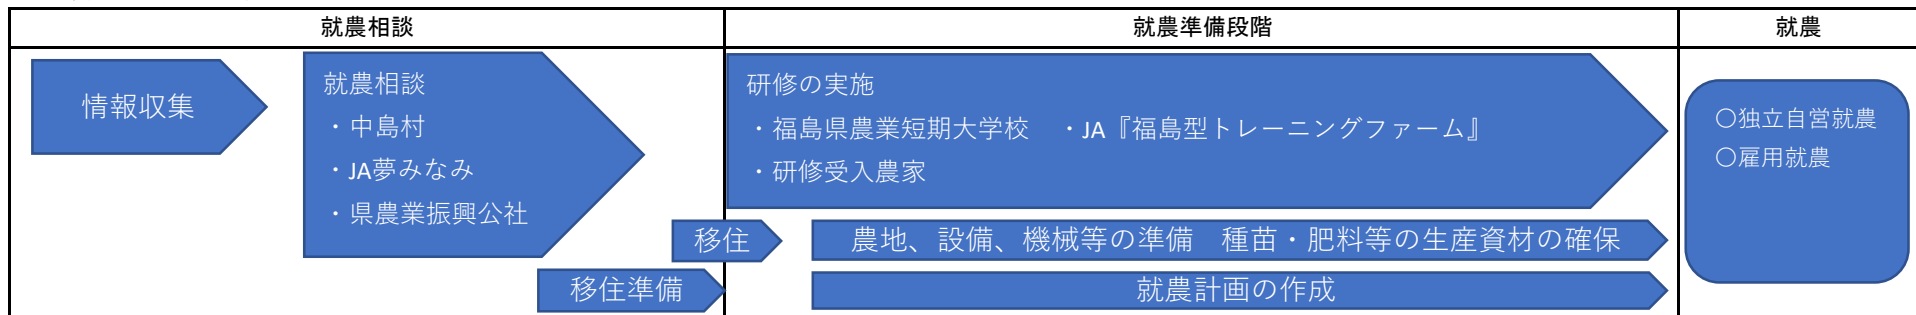 就農相談
就農準備段階
就農
情報収集
就農相談
・中島村
・JA夢みなみ
・県農業振興公社
移住準備
移住
研修の実施
・福島県農業短期大学校　・JA『福島型トレーニングファーム』
・研修受入農家
農地、設備、機械等の準備　種苗・肥料等の生産資材の確保
就農計画の作成
〇独立自営就農
〇雇用就農